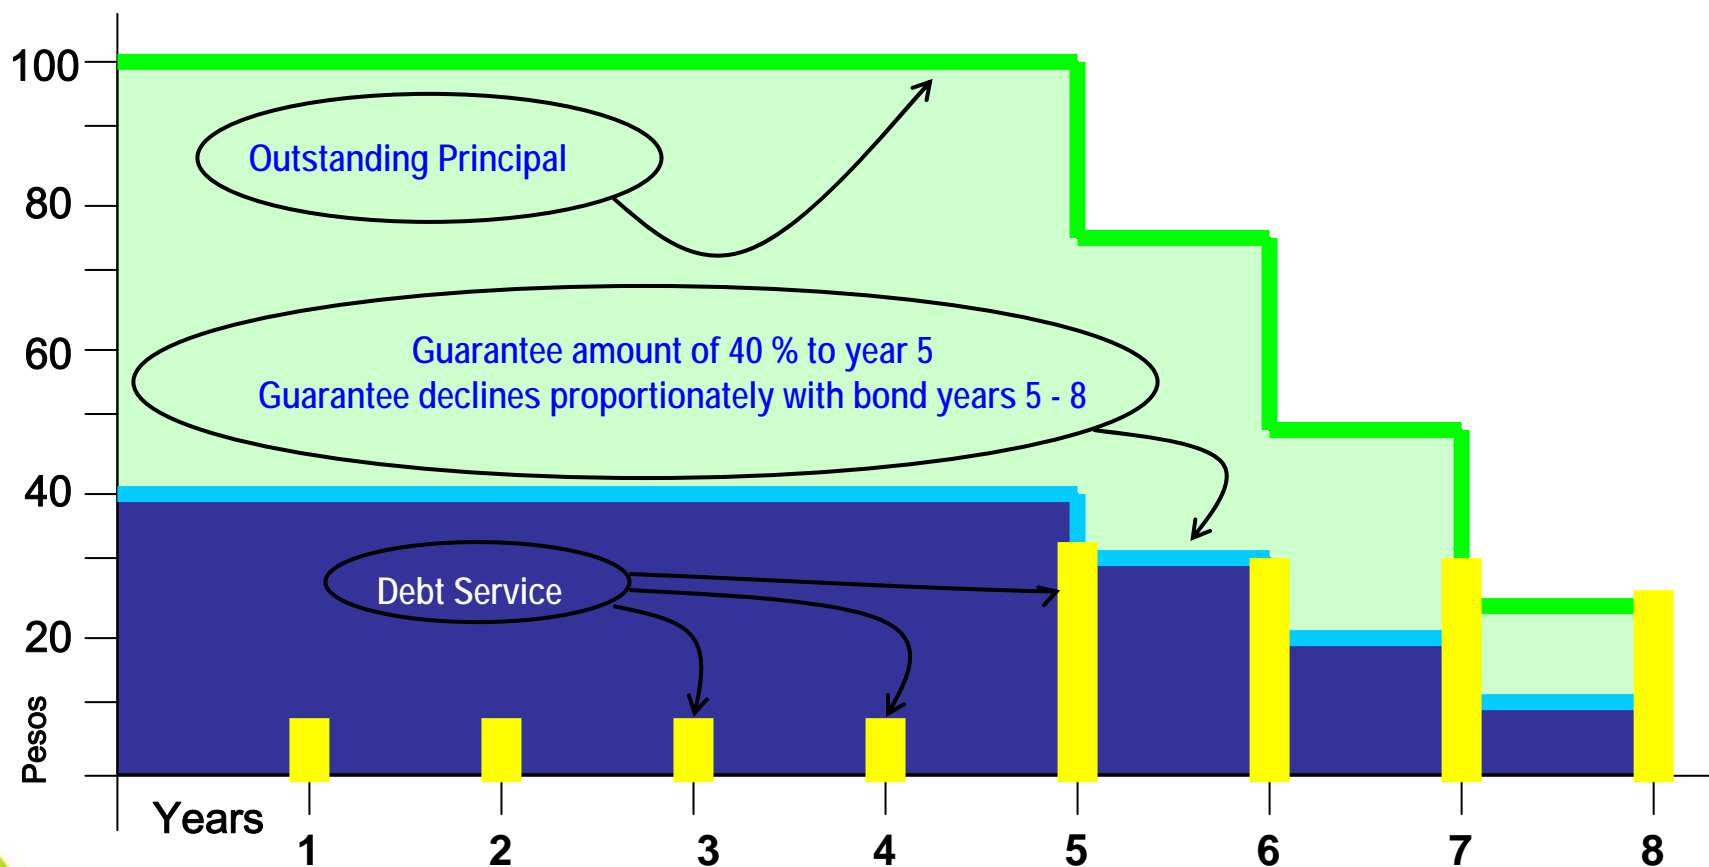 100
Outstanding Principal
80
60
Guarantee amount of 40 % to year 5
Guarantee declines proportionately with bond years 5 - 8
40
Debt Service
20
Pesos
Years
1 2 3 4 5 6 7 8